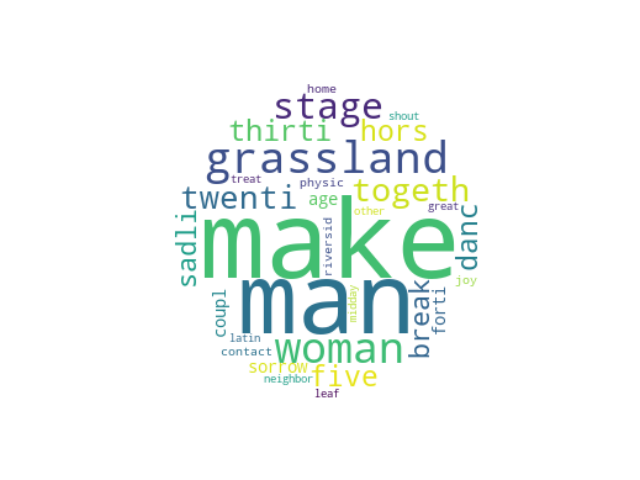 home
stage
shout
thirti hors
grassland
treat physic
twenti age togeth
other great
sadli make riversid danc
joy
man midday break forti
coupl
latin
contact woman
sorrow five
neighbor
leaf